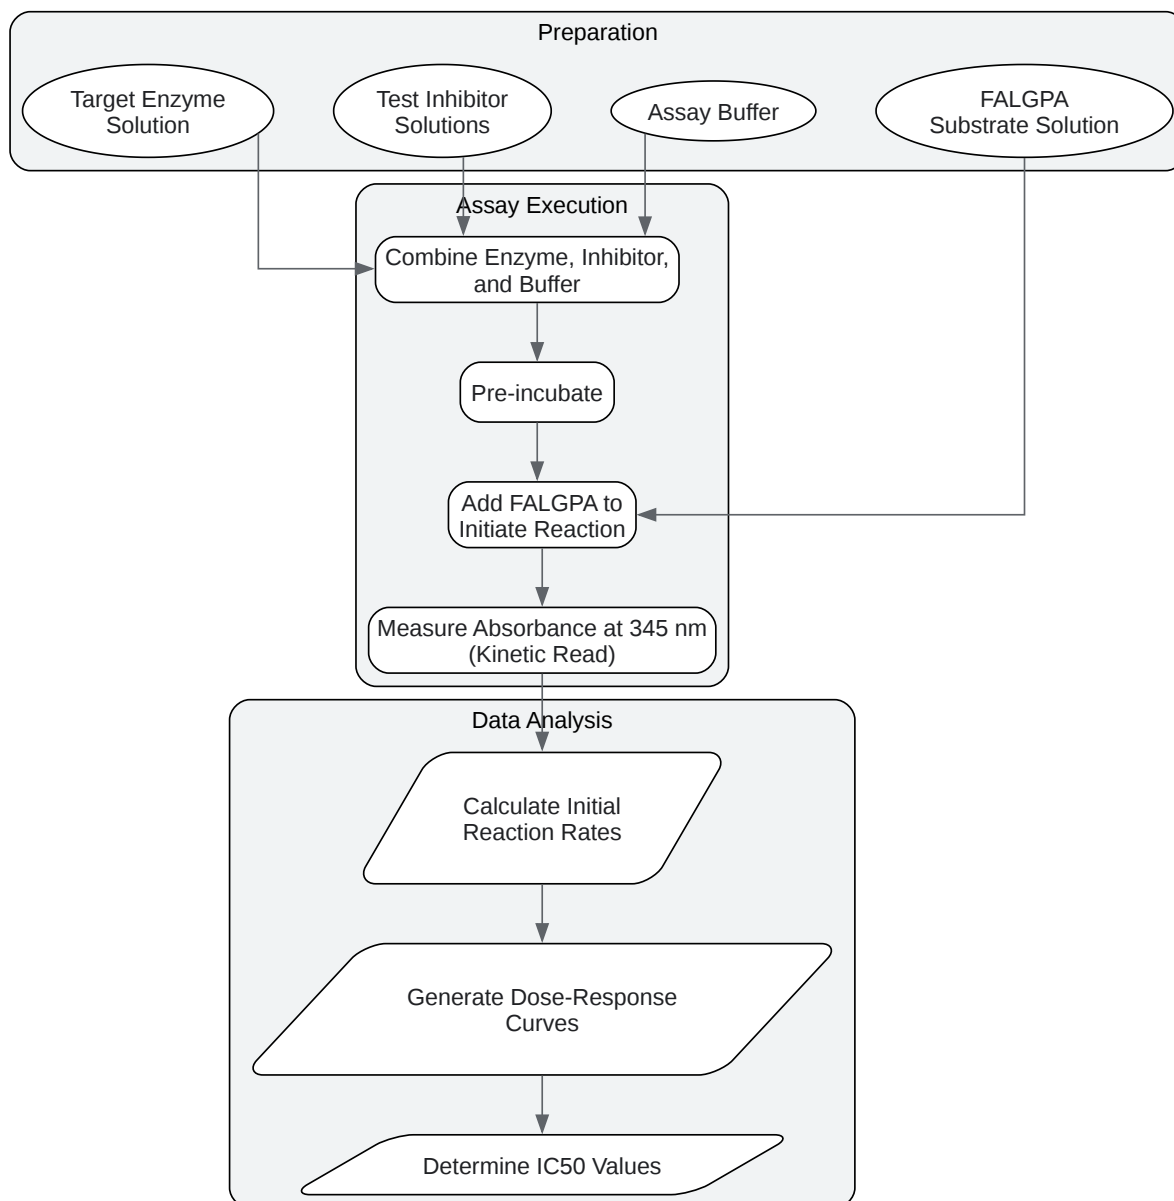 Preparation
Target Enzyme
Solution
Test Inhibitor
Solutions
Assay Buffer
FALGPA
Substrate Solution
Assay Execution
Combine Enzyme, Inhibitor,
and Buffer
Pre-incubate
Add FALGPA to
Initiate Reaction
Measure Absorbance at 345 nm
(Kinetic Read)
Data Analysis
Calculate Initial
Reaction Rates
Generate Dose-Response
Curves
Determine IC50 Values